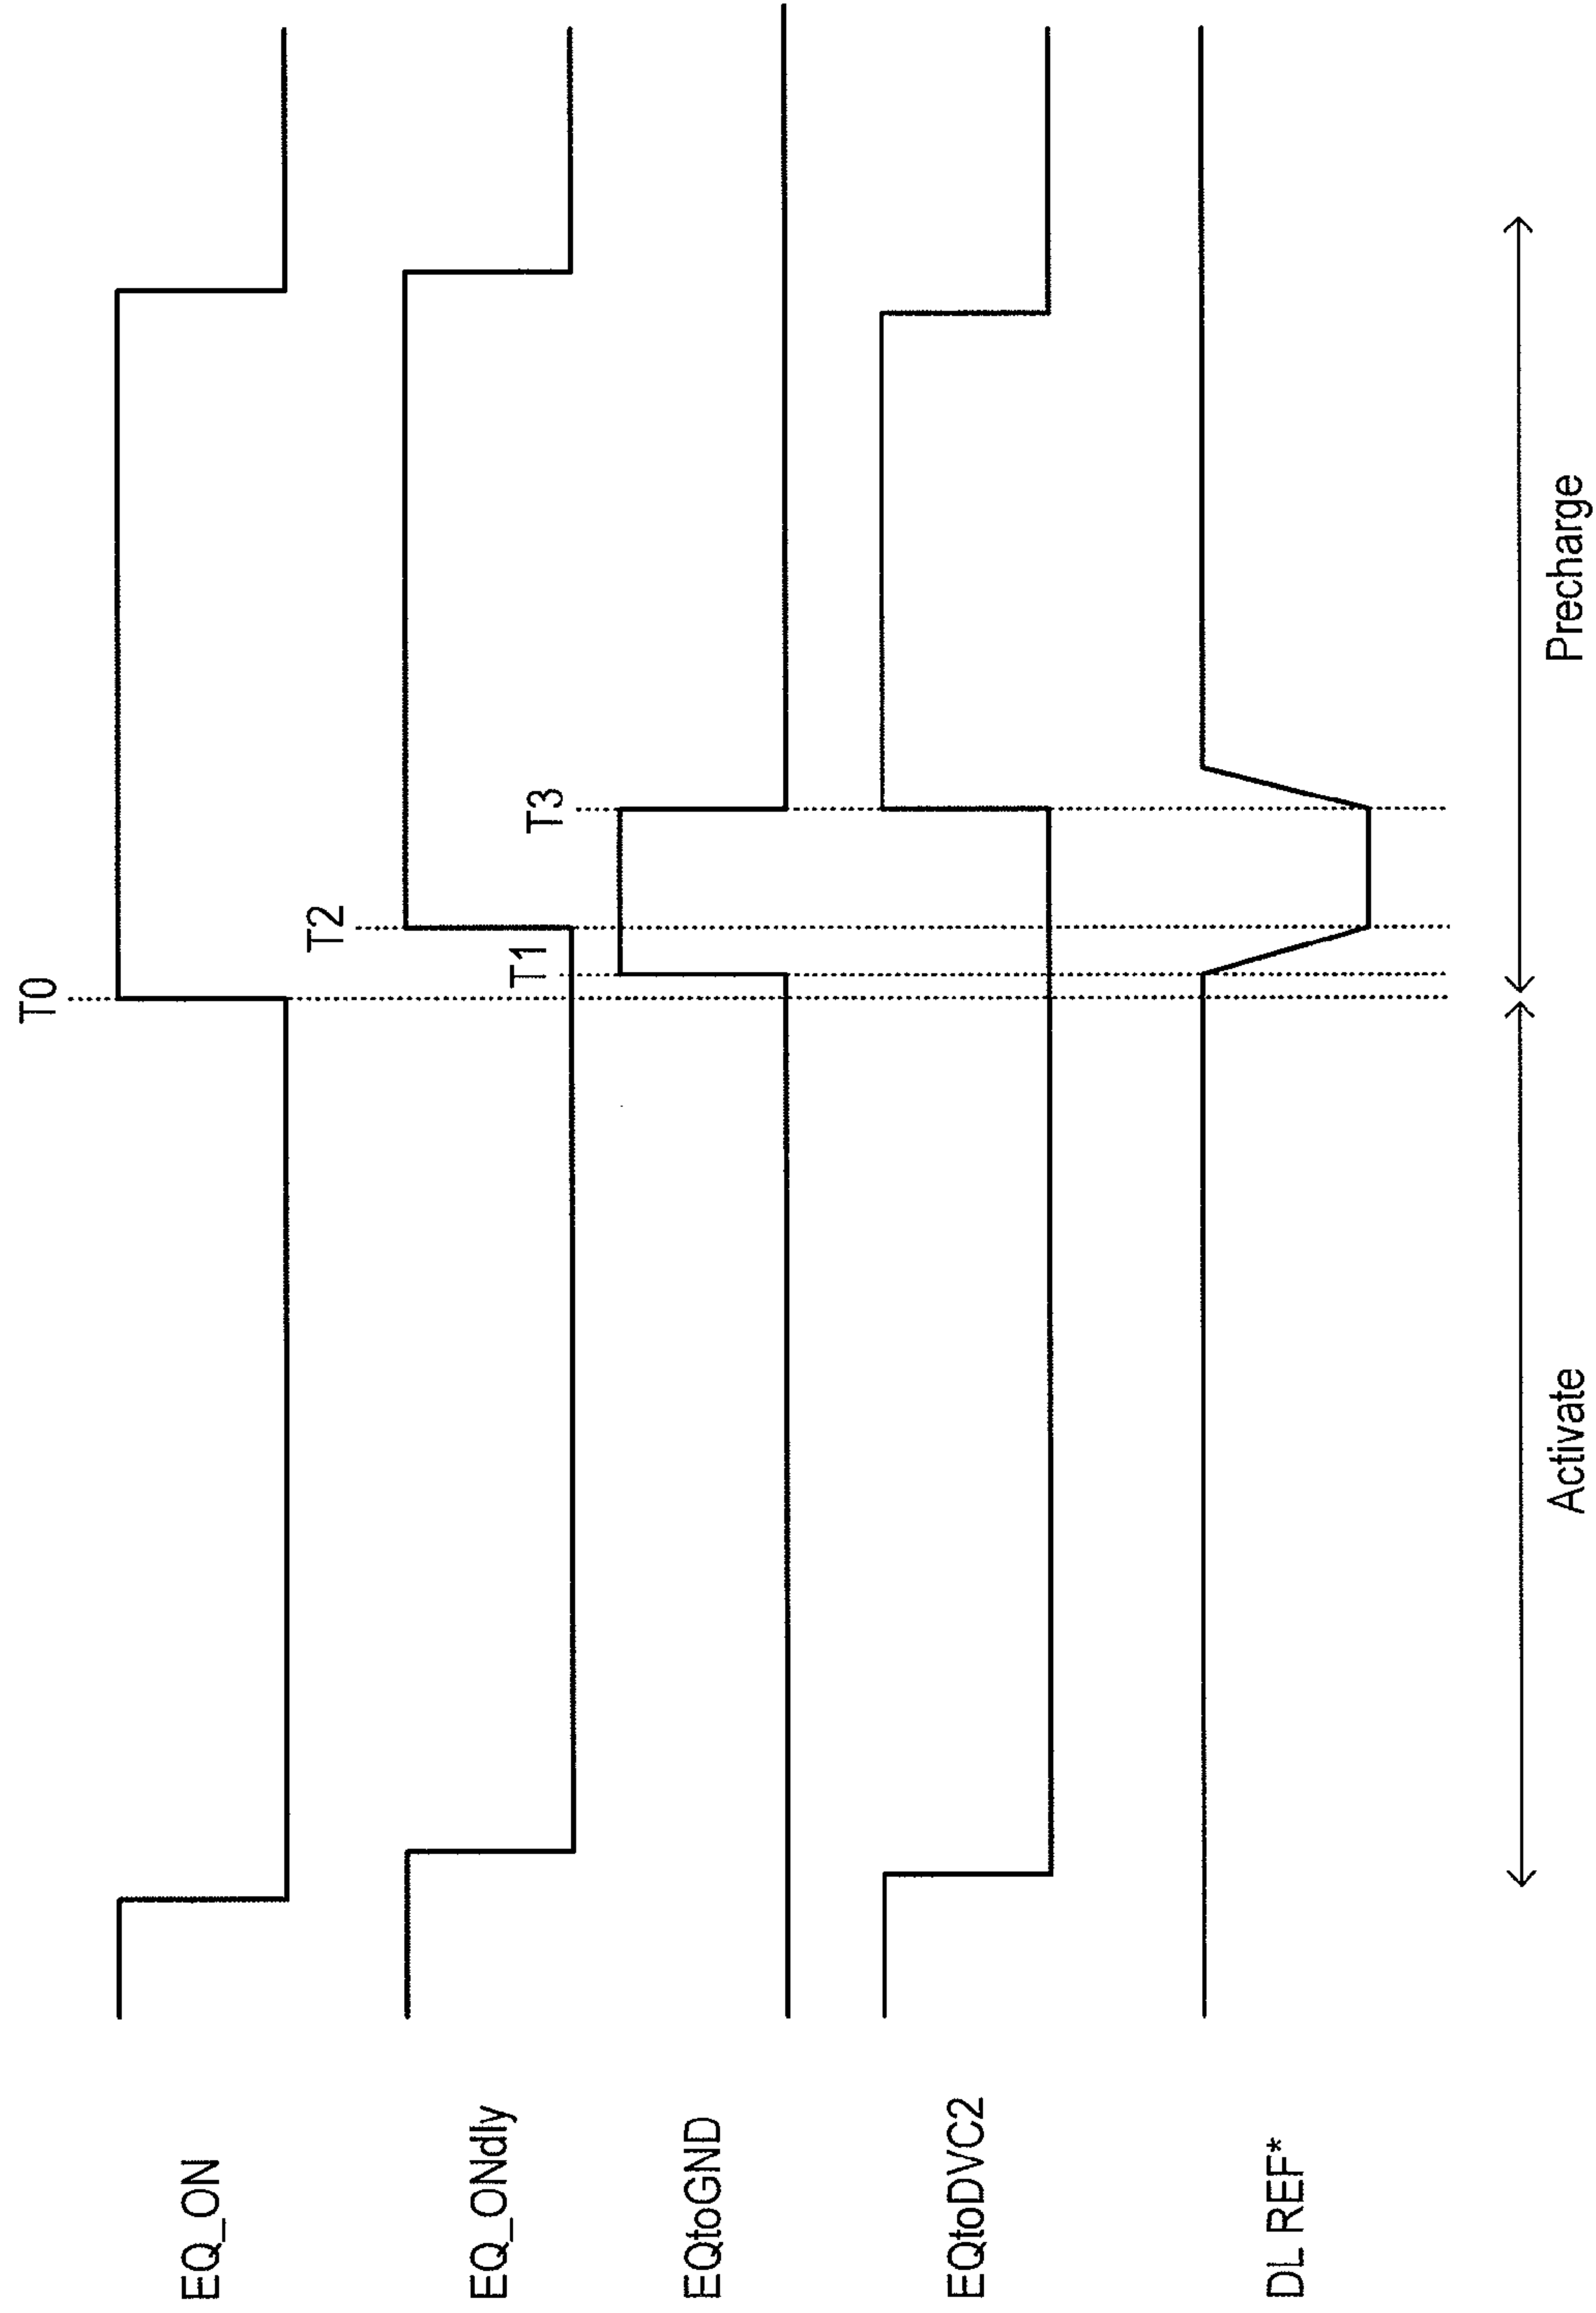 T0
T2
T1
T3
EQ_ON
EQ_ONdly
EQtoGND
EQtoDVC2
DL REF*
Activate
Precharge